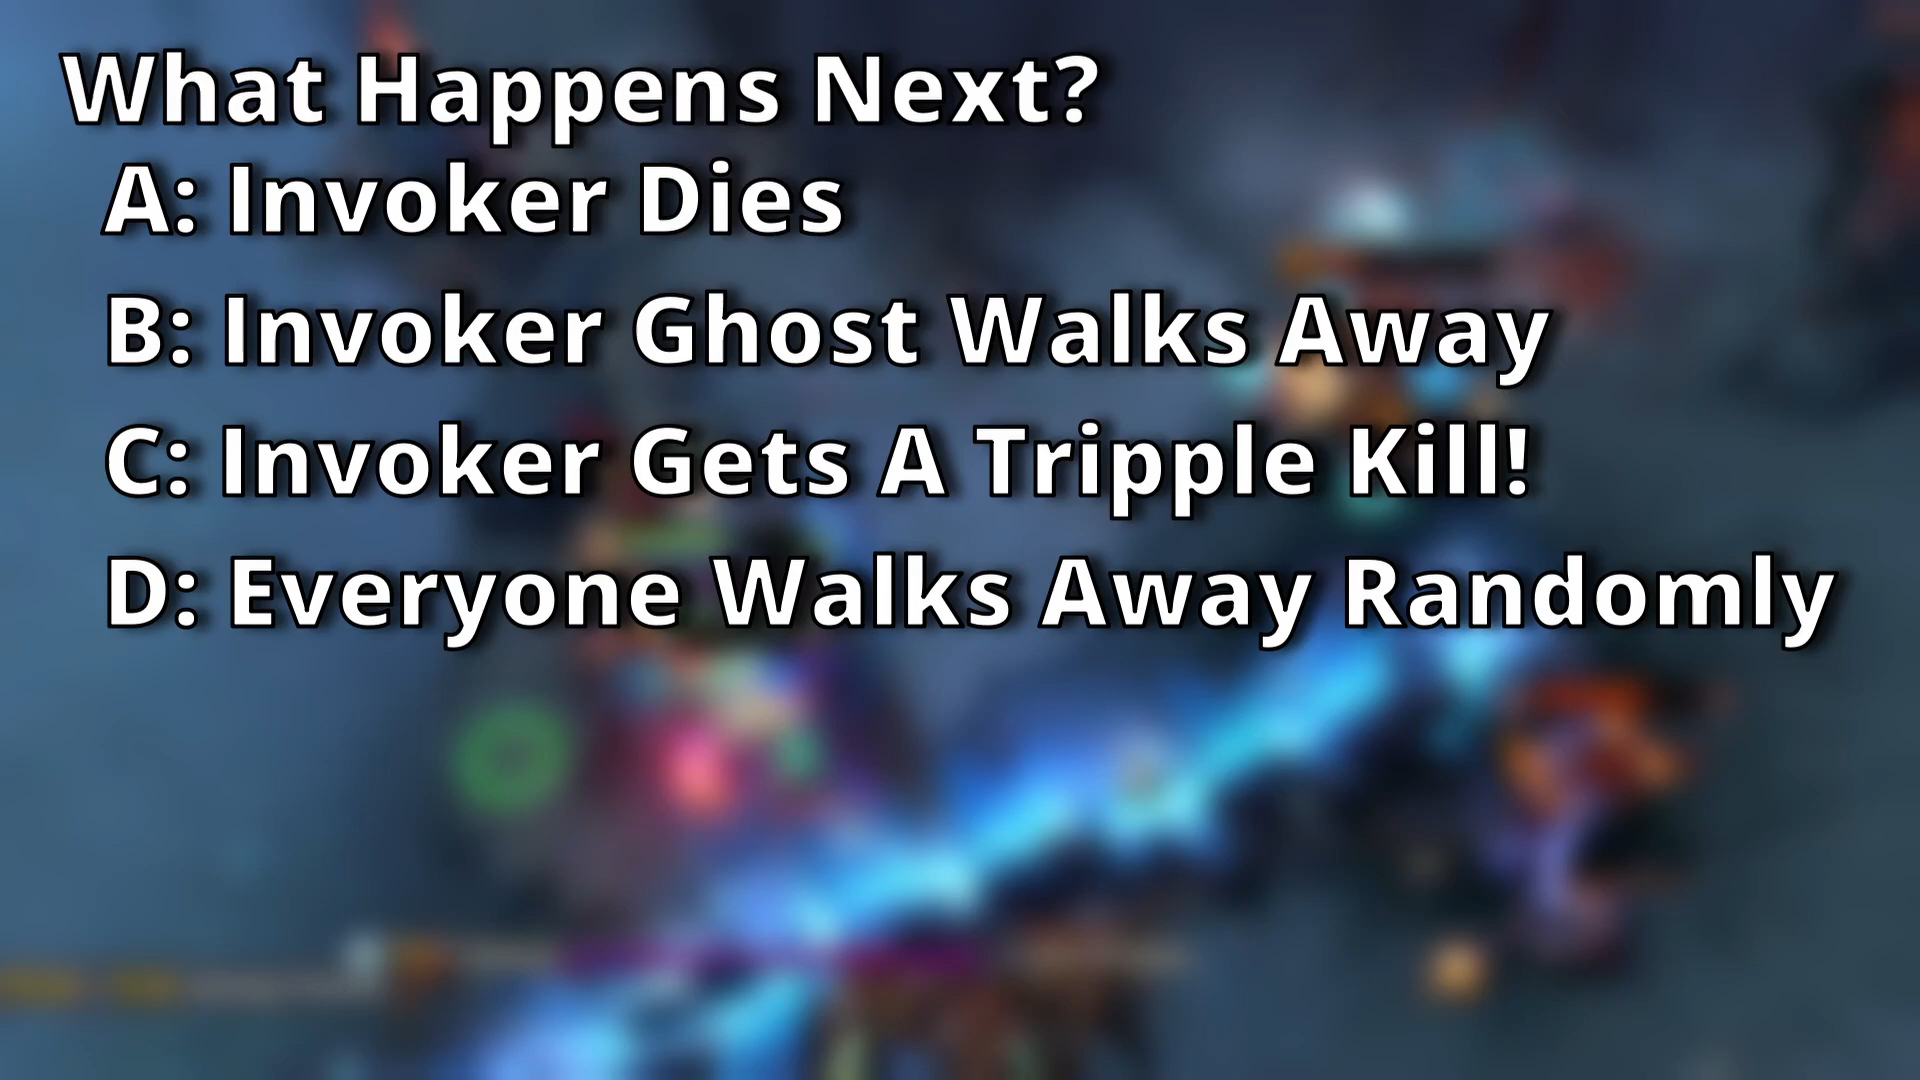 What Happens Next?
A: Invoker Dies
B: Invoker Ghost Walks Away
C: Invoker Gets A Tripple Kill!
D: Everyone Walks Away Randomly